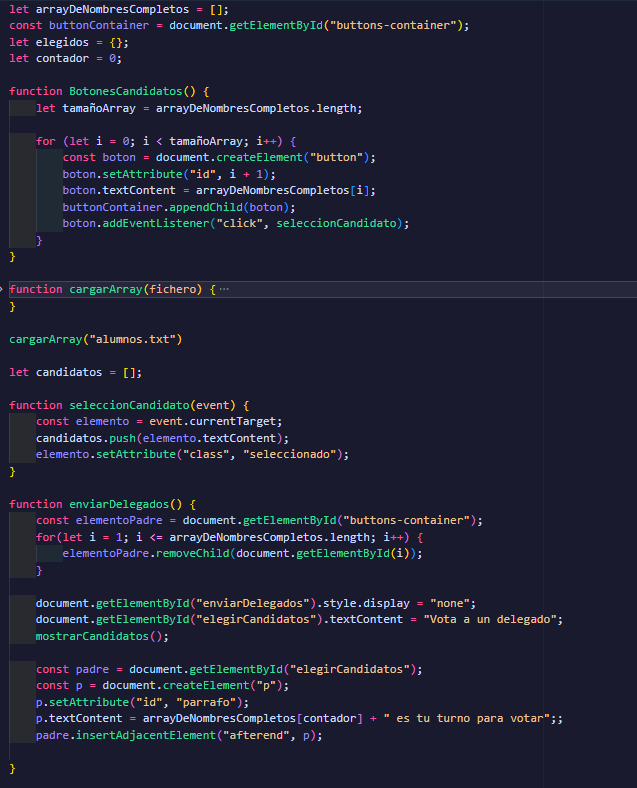 let arrayDeNombresCompletos = [];
const buttonContainer = document.getElementById("buttons-container");
let elegidos = {};
let contador = 0;
function BotonesCandidatos() {
let tamañoArray = arrayDeNombresCompletos.length;
for (let i = 0; i < tamañoArray; i++) {
const boton = document.createElement("button");
boton.setAttribute("id", i + 1);
boton.textContent = arrayDeNombresCompletos[i];
buttonContainer.appendChild(boton);
boton.addEventListener("click", seleccionCandidato);
}
}
function cargarArray(fichero) { ···
}
cargarArray("alumnos.txt")
let candidatos = [];
function seleccionCandidato(event) {
const elemento = event.currentTarget;
candidatos.push(elemento.textContent);
elemento.setAttribute("class", "seleccionado");
}
function enviarDelegados() {
const elementoPadre = document.getElementById("buttons-container");
for(let i = 1; i <= arrayDeNombresCompletos.length; i++) {
elementoPadre.removeChild(document.getElementById(i));
}
document.getElementById("enviarDelegados").style.display = "none";
document.getElementById("elegirCandidatos").textContent = "Vota a un delegado";
mostrarCandidatos();
const padre = document.getElementById("elegirCandidatos");
const p = document.createElement("p");
p.setAttribute("id", "parrafo");
p.textContent = arrayDeNombresCompletos[contador] + " es tu turno para votar";;
padre.insertAdjacentElement("afterend", p);
}